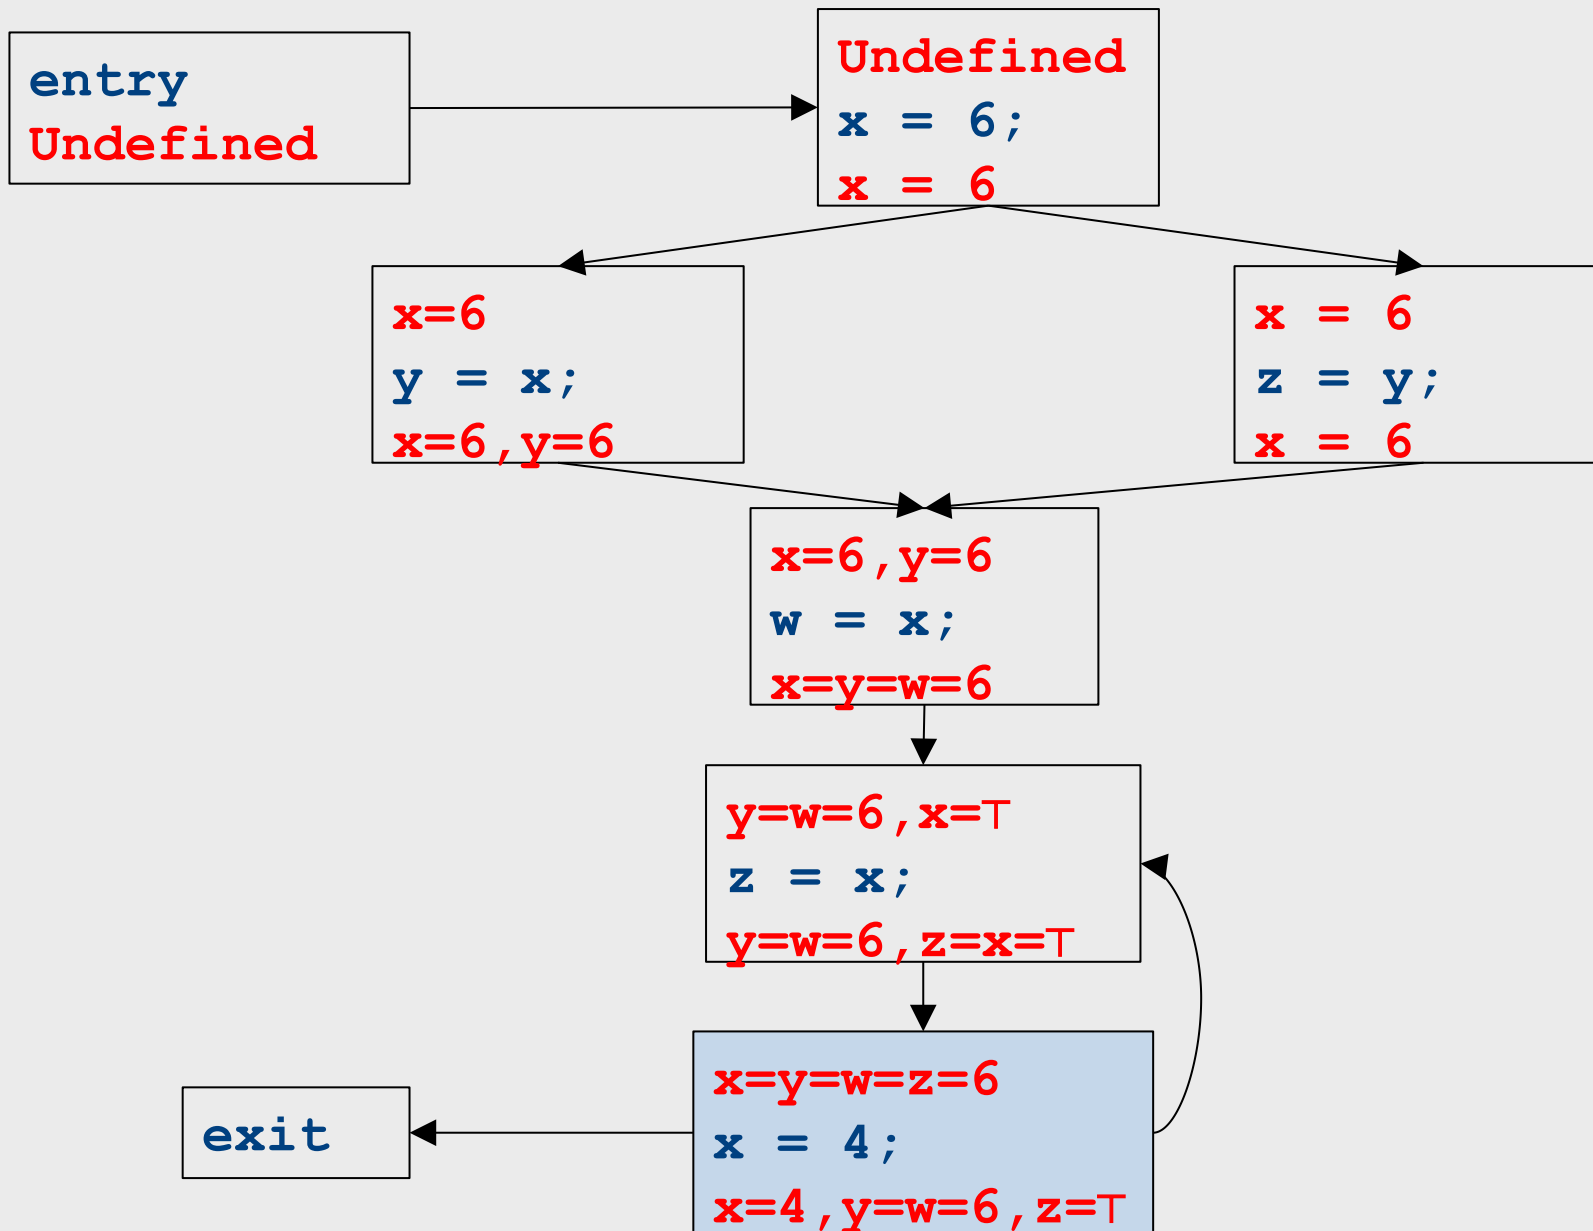 entry
Undefined
Undefined
x = 6;
x = 6
x=6
y = x;
x=6,y=6
x = 6
z = y;
x = 6
x=6,y=6
w = x;
x=y=w=6
y=w=6,x=⊤
z = x;
y=w=6,z=x=⊤
x=y=w=z=6
x = 4;
x=4,y=w=6,z=⊤
exit